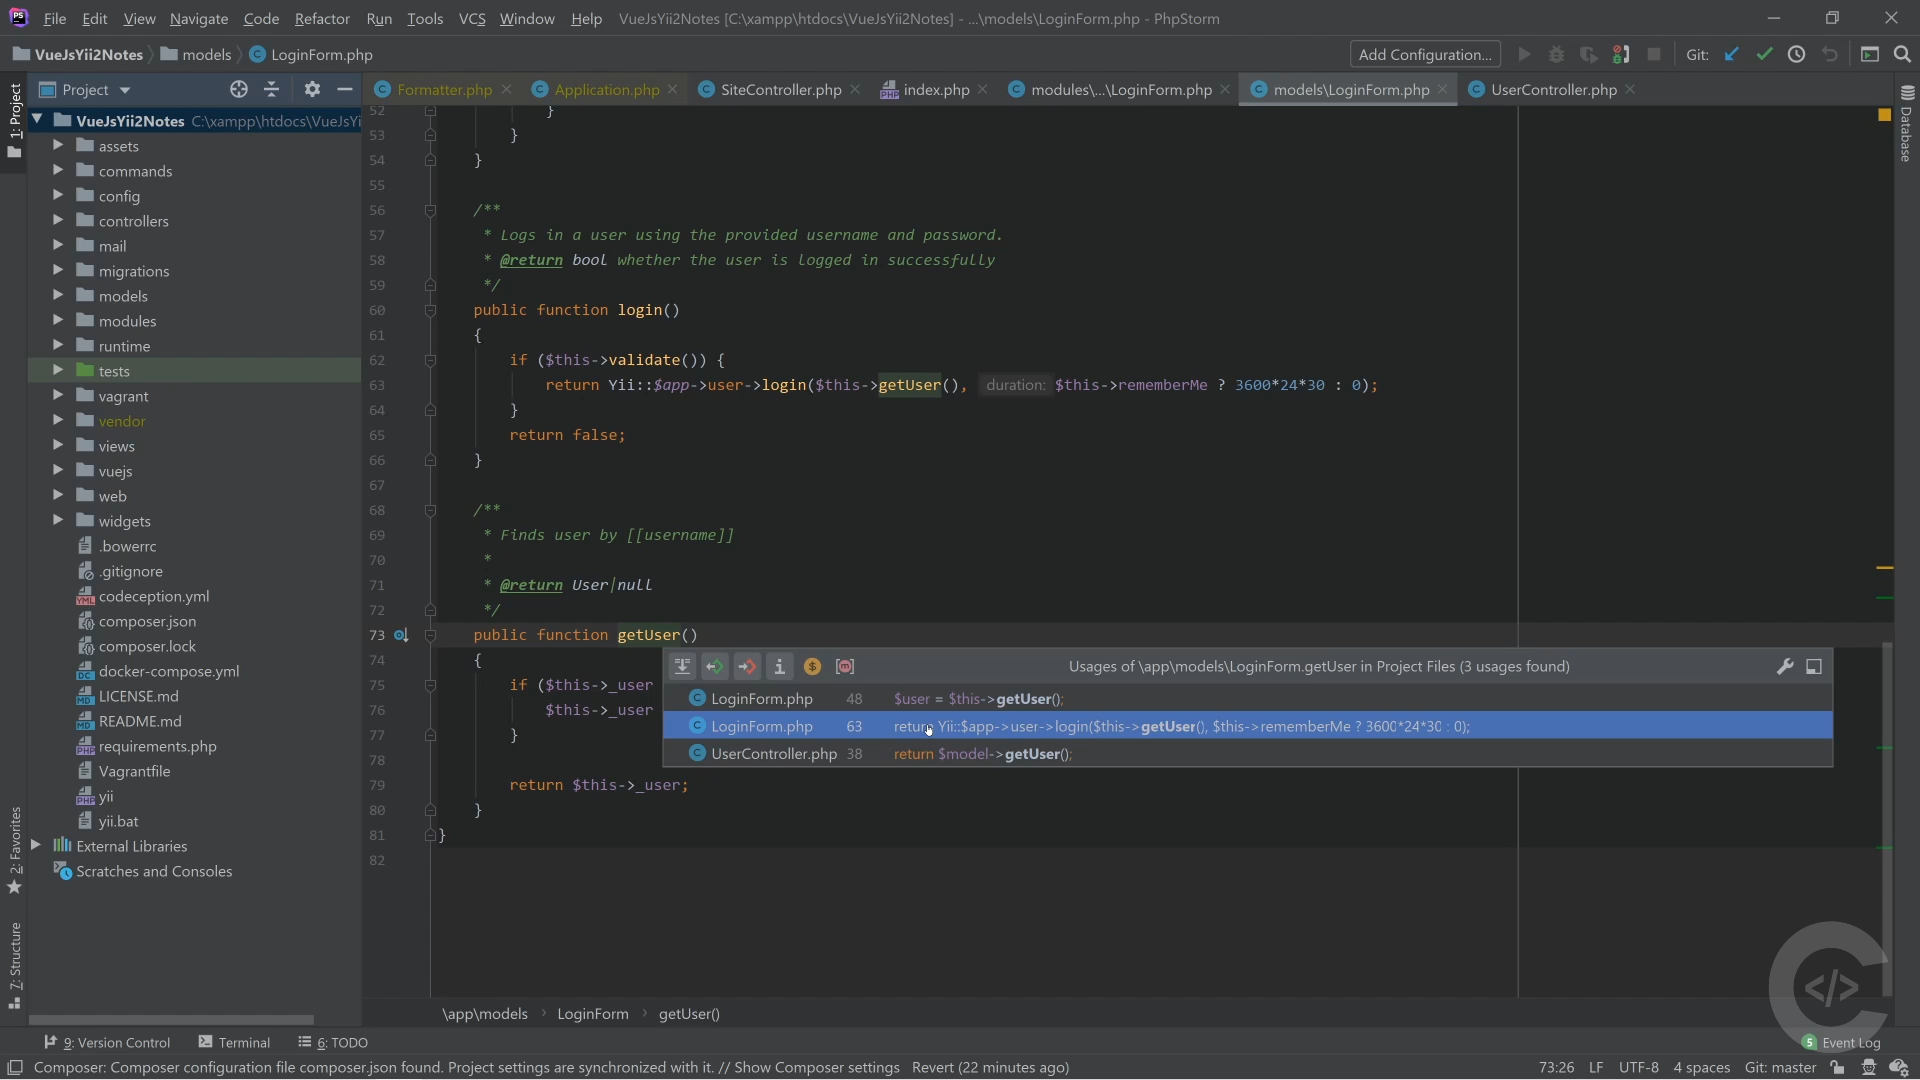 File Edit View Navigate Code Refactor Run Tools VCS Window Help VueJsYii2Notes [C:\xampp\htdocs\VueJsYii2Notes] - ...\models\LoginForm.php - PhpStorm
VueJsYii2Notes models LoginForm.php
Add Configuration... Git:
1: Project
Project
Formatter.php Application.php SiteController.php index.php modules\...\LoginForm.php models\LoginForm.php UserController.php
Database
VueJsYii2Notes C:\xampp\htdocs\VueJsYi
assets
commands
config
controllers
mail
migrations
models
modules
runtime
tests
vagrant
vendor
views
vuejs
web
widgets
.bowerrc
.gitignore
codeception.yml
composer.json
composer.lock
docker-compose.yml
LICENSE.md
README.md
requirements.php
Vagrantfile
yii
yii.bat
External Libraries
Scratches and Consoles
2: Favorites
7: Structure
52 }
53 }
54 }
55
56 /**
57 * Logs in a user using the provided username and password.
58 * @return bool whether the user is logged in successfully
59 */
60 public function login()
61 {
62 if ($this->validate()) {
63 return Yii::$app->user->login($this->getUser(), duration: $this->rememberMe ? 3600*24*30 : 0);
64 }
65 return false;
66 }
67
68 /**
69 * Finds user by [[username]]
70 *
71 * @return User|null
72 */
73 public function getUser()
74 {
75 if ($this->_user
76 $this->_user
77 }
78
79 return $this->_user;
80 }
81 }
82
Usages of \app\models\LoginForm.getUser in Project Files (3 usages found)
LoginForm.php 48 $user = $this->getUser();
LoginForm.php 63 return Yii::$app->user->login($this->getUser(), $this->rememberMe ? 3600*24*30 : 0);
UserController.php 38 return $model->getUser();
\app\models LoginForm getUser()
9: Version Control Terminal 6: TODO
5 Event Log
Composer: Composer configuration file composer.json found. Project settings are synchronized with it. // Show Composer settings Revert (22 minutes ago)
73:26 LF UTF-8 4 spaces Git: master